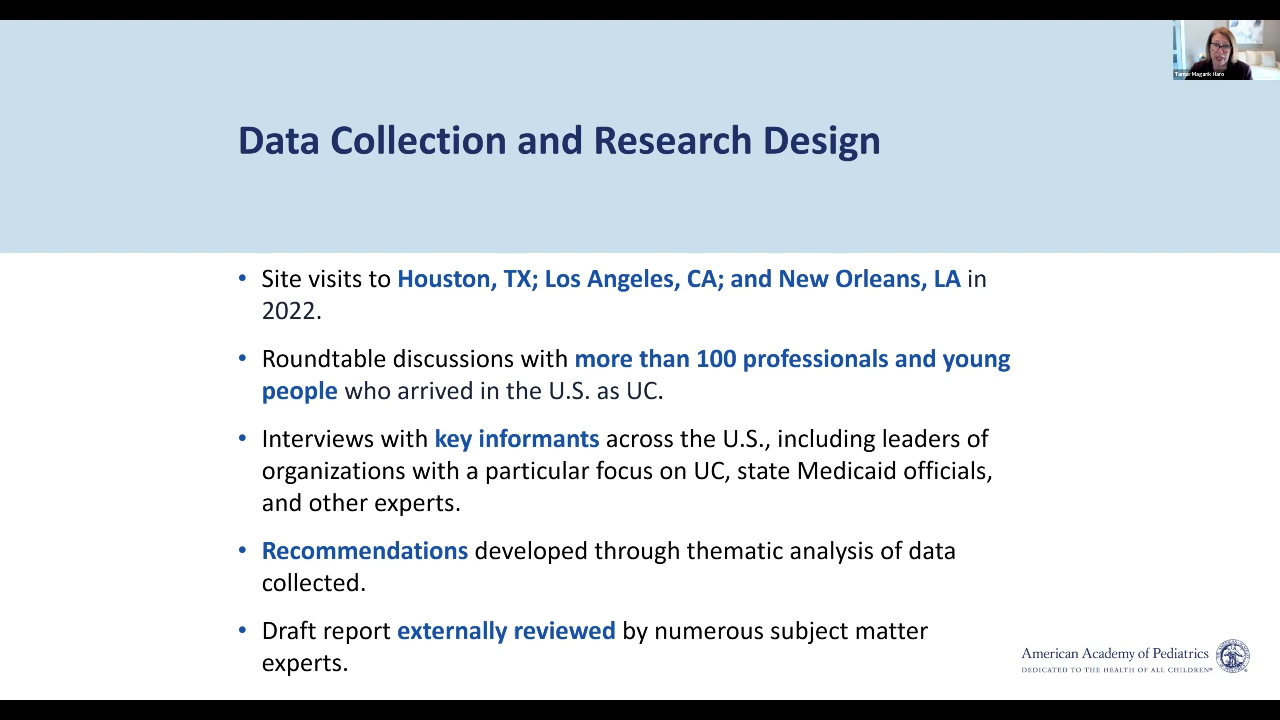 Tamar Magarik Haro
Data Collection and Research Design
• Site visits to Houston, TX; Los Angeles, CA; and New Orleans, LA in
2022.
• Roundtable discussions with more than 100 professionals and young
people who arrived in the U.S. as UC.
• Interviews with key informants across the U.S., including leaders of
organizations with a particular focus on UC, state Medicaid officials,
and other experts.
• Recommendations developed through thematic analysis of data
collected.
• Draft report externally reviewed by numerous subject matter
experts.
American Academy of Pediatrics
DEDICATED TO THE HEALTH OF ALL CHILDREN®